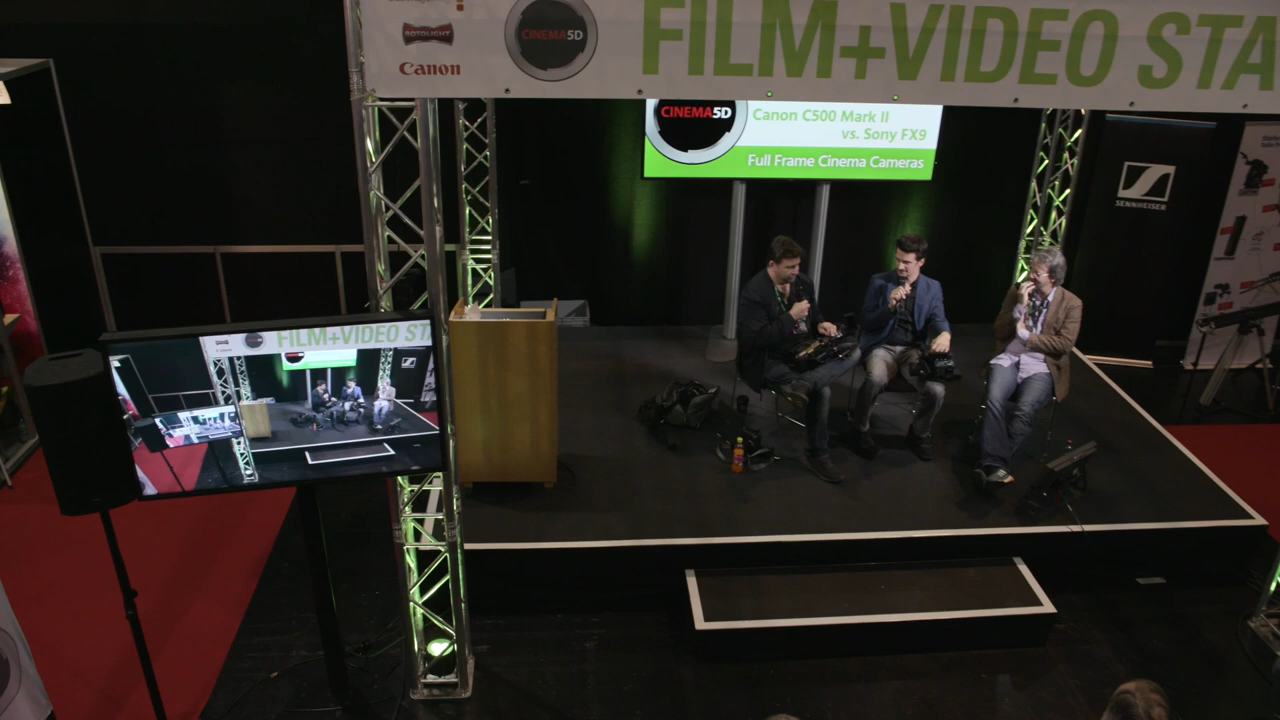 ROTOLIGHT
Canon
CINEMA5D
FILM+VIDEO STA
CINEMA5D
Canon C500 Mark II
vs. Sony FX9
Full Frame Cinema Cameras
SENNHEISER
FILM+VIDEO ST